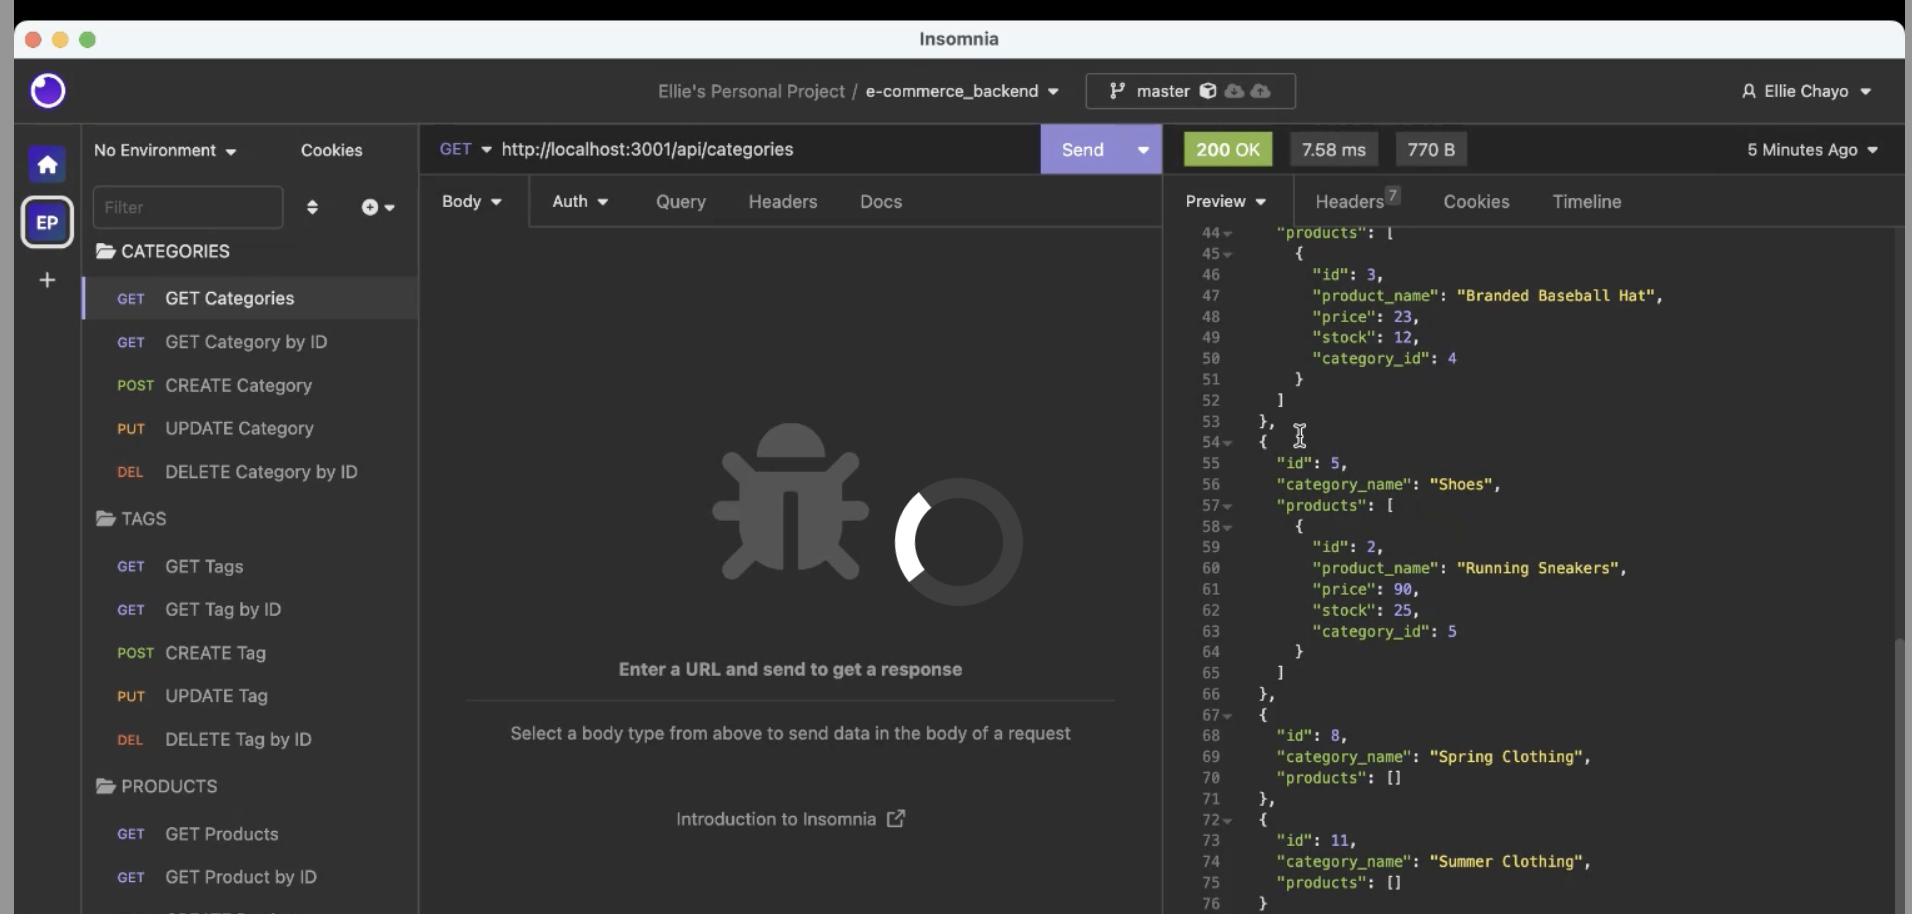 Insomnia
Ellie's Personal Project / e-commerce_backend
master
Ellie Chayo
EP
No Environment
Cookies
Filter
CATEGORIES
GET GET Categories
GET GET Category by ID
POST CREATE Category
PUT UPDATE Category
DEL DELETE Category by ID
TAGS
GET GET Tags
GET GET Tag by ID
POST CREATE Tag
PUT UPDATE Tag
DEL DELETE Tag by ID
PRODUCTS
GET GET Products
GET GET Product by ID
GET http://localhost:3001/api/categories
Send
Body Auth Query Headers Docs
Enter a URL and send to get a response
Select a body type from above to send data in the body of a request
Introduction to Insomnia
200 OK 7.58 ms 770 B 5 Minutes Ago
Preview Headers 7 Cookies Timeline
44 "products": [
45 {
46 "id": 3,
47 "product_name": "Branded Baseball Hat",
48 "price": 23,
49 "stock": 12,
50 "category_id": 4
51 }
52 ]
53 },
54 {
55 "id": 5,
56 "category_name": "Shoes",
57 "products": [
58 {
59 "id": 2,
60 "product_name": "Running Sneakers",
61 "price": 90,
62 "stock": 25,
63 "category_id": 5
64 }
65 ]
66 },
67 {
68 "id": 8,
69 "category_name": "Spring Clothing",
70 "products": []
71 },
72 {
73 "id": 11,
74 "category_name": "Summer Clothing",
75 "products": []
76 }